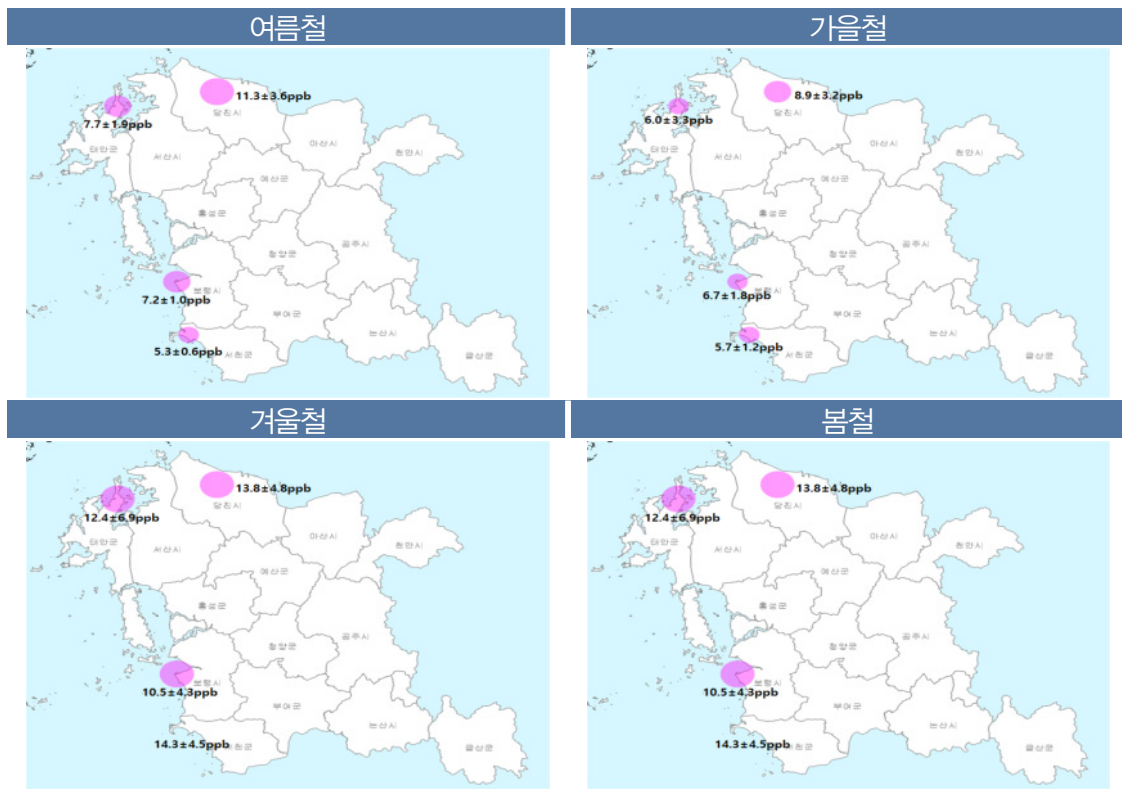 여름철
11.3±3.6ppb
7.7±1.9ppb
당진시
태안군
서산시
아산시
천안시
예산군
홍성군
청양군
공주시
보령시
7.2±1.0ppb
부여군
논산시
5.3±0.6ppb
서천군
금산군
가을철
8.9±3.2ppb
6.0±3.3ppb
당진시
태안군
서산시
아산시
천안시
예산군
홍성군
청양군
공주시
보령시
6.7±1.8ppb
부여군
논산시
5.7±1.2ppb
서천군
금산군
겨울철
13.8±4.8ppb
12.4±6.9ppb
당진시
태안군
서산시
아산시
천안시
예산군
홍성군
청양군
공주시
보령시
10.5±4.3ppb
부여군
논산시
14.3±4.5ppb
서천군
금산군
봄철
13.8±4.8ppb
12.4±6.9ppb
당진시
태안군
서산시
아산시
천안시
예산군
홍성군
청양군
공주시
보령시
10.5±4.3ppb
부여군
논산시
14.3±4.5ppb
서천군
금산군